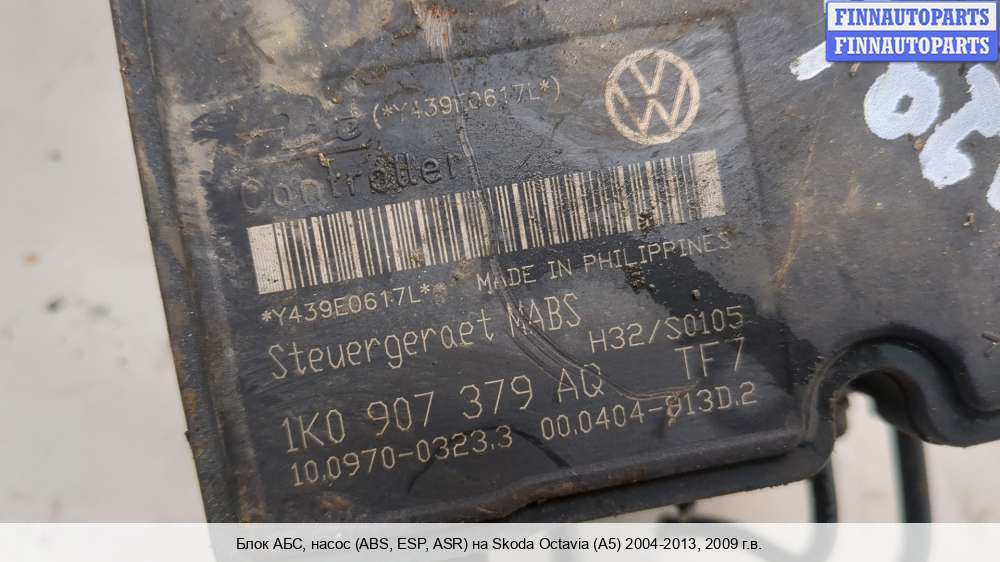 FINNAUTOPARTS
FINNAUTOPARTS
(*Y439E0617L*)
Controller
*Y439E0617L*
MADE IN PHILIPPINES
Steuergeraet MABS
H32/S0105
1K0 907 379 AQ
TF7
10.0970-0323.3
00.0404-813D.2
Блок АБС, насос (ABS, ESP, ASR) на Skoda Octavia (A5) 2004-2013, 2009 г.в.